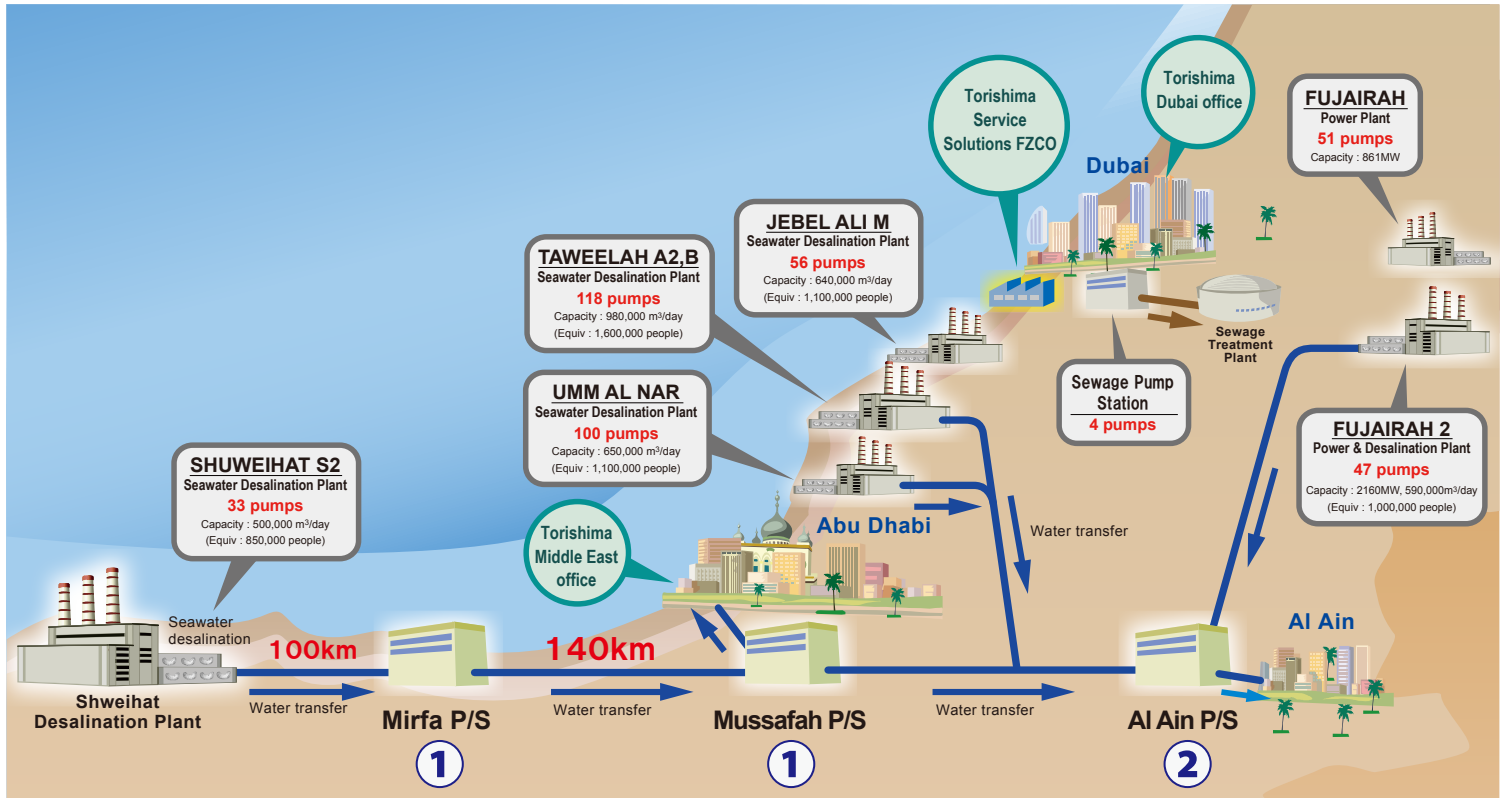 Torishima
Service
Solutions FZCO
Torishima
Dubai office
Dubai
FUJAIRAH
Power Plant
51 pumps
Capacity : 861MW
JEBEL ALI M
Seawater Desalination Plant
56 pumps
Capacity : 640,000 m³/day
(Equiv : 1,100,000 people)
TAWEELAH A2,B
Seawater Desalination Plant
118 pumps
Capacity : 980,000 m³/day
(Equiv : 1,600,000 people)
Sewage
Treatment
Plant
Sewage Pump
Station
4 pumps
UMM AL NAR
Seawater Desalination Plant
100 pumps
Capacity : 650,000 m³/day
(Equiv : 1,100,000 people)
FUJAIRAH 2
Power & Desalination Plant
47 pumps
Capacity : 2160MW, 590,000m³/day
(Equiv : 1,000,000 people)
SHUWEIHAT S2
Seawater Desalination Plant
33 pumps
Capacity : 500,000 m³/day
(Equiv : 850,000 people)
Torishima
Middle East
office
Abu Dhabi
Water transfer
Seawater
desalination
Al Ain
100km
140km
Water transfer
Water transfer
Water transfer
Shweihat
Desalination Plant
Mirfa P/S
1
Mussafah P/S
1
Al Ain P/S
2